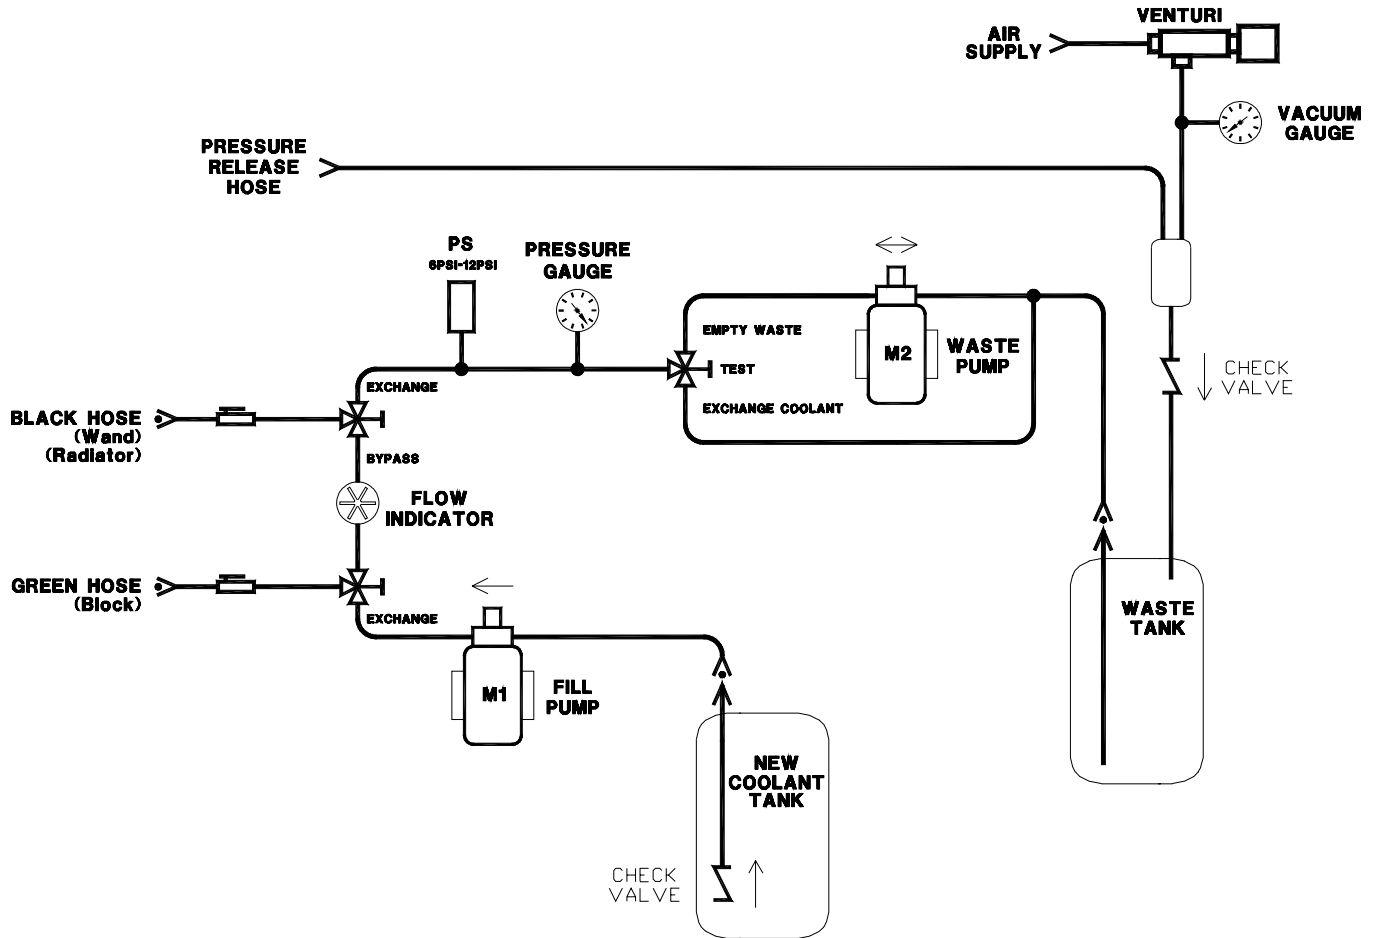 VENTURI
AIR
SUPPLY
VACUUM
GAUGE
PRESSURE
RELEASE
HOSE
PS
6PSI-12PSI
PRESSURE
GAUGE
EMPTY WASTE
M2
WASTE
PUMP
TEST
EXCHANGE
EXCHANGE COOLANT
CHECK
VALVE
BLACK HOSE
(Wand)
(Radiator)
BYPASS
FLOW
INDICATOR
GREEN HOSE
(Block)
EXCHANGE
M1
FILL
PUMP
WASTE
TANK
NEW
COOLANT
TANK
CHECK
VALVE